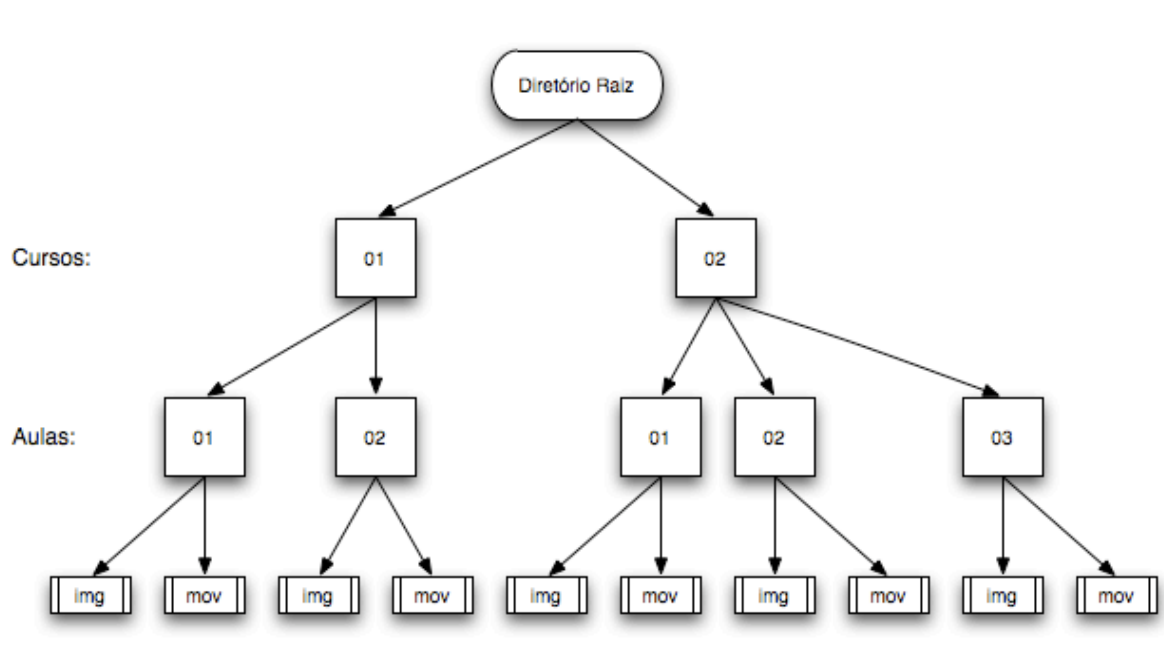 Diretório Raiz
Cursos:
01
02
Aulas:
01
02
01
02
03
img
mov
img
mov
img
mov
img
mov
img
mov